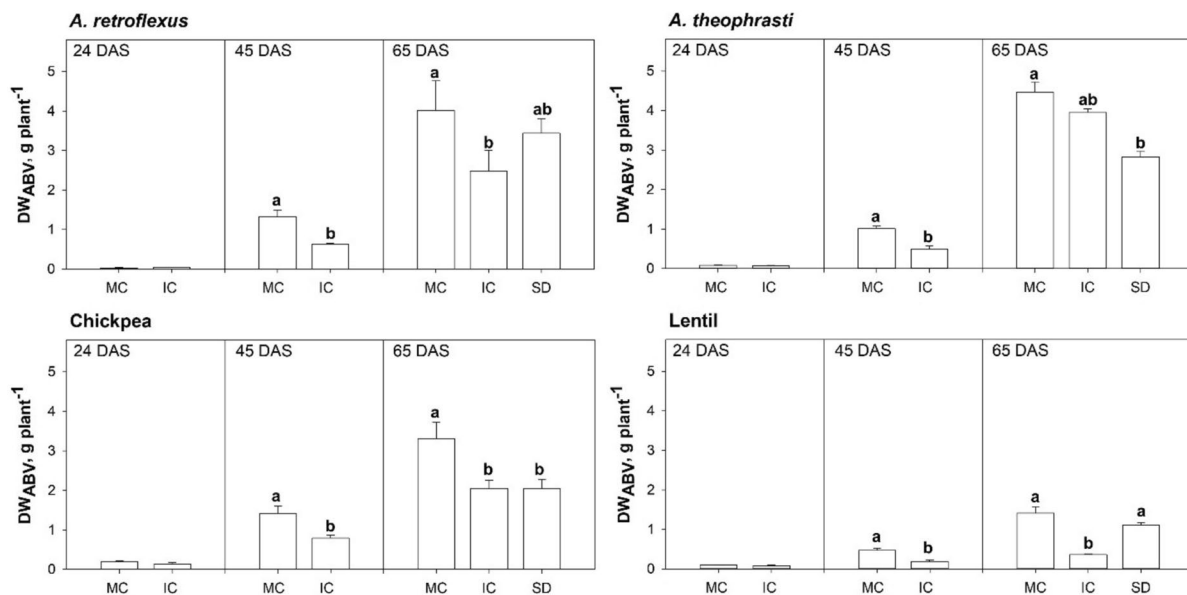 A. retroflexus
24 DAS 45 DAS 65 DAS
DW_ABV, g plant⁻¹
5
4
3
2
1
0
a
b
a
b
ab
MC IC MC IC MC IC SD
A. theophrasti
24 DAS 45 DAS 65 DAS
DW_ABV, g plant⁻¹
5
4
3
2
1
0
a
b
a
ab
b
MC IC MC IC MC IC SD
Chickpea
24 DAS 45 DAS 65 DAS
DW_ABV, g plant⁻¹
5
4
3
2
1
0
a
b
a
b
b
MC IC MC IC MC IC SD
Lentil
24 DAS 45 DAS 65 DAS
DW_ABV, g plant⁻¹
5
4
3
2
1
0
a
b
a
b
a
MC IC MC IC MC IC SD